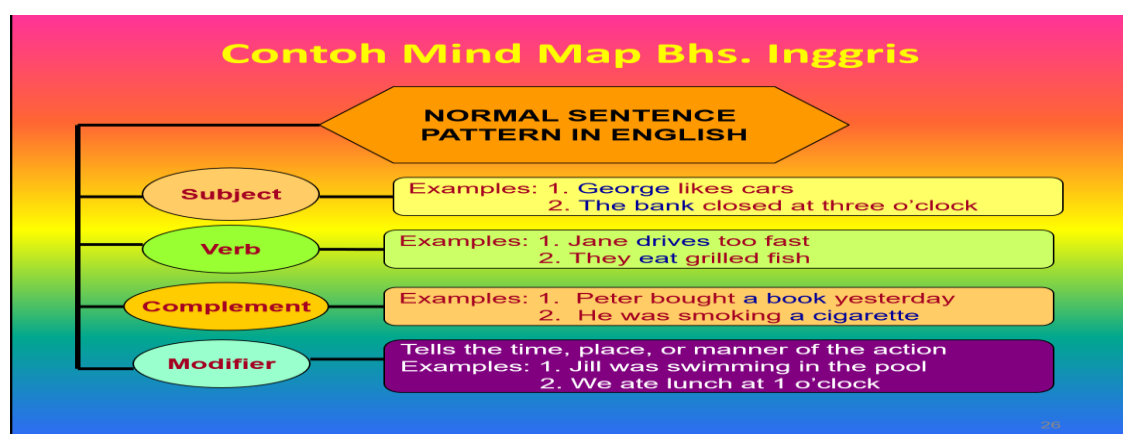 Contoh Mind Map Bhs. Inggris
NORMAL SENTENCE
PATTERN IN ENGLISH
Subject
Examples: 1. George likes cars
2. The bank closed at three o’clock
Verb
Examples: 1. Jane drives too fast
2. They eat grilled fish
Complement
Examples: 1. Peter bought a book yesterday
2. He was smoking a cigarette
Modifier
Tells the time, place, or manner of the action
Examples: 1. Jill was swimming in the pool
2. We ate lunch at 1 o’clock
26